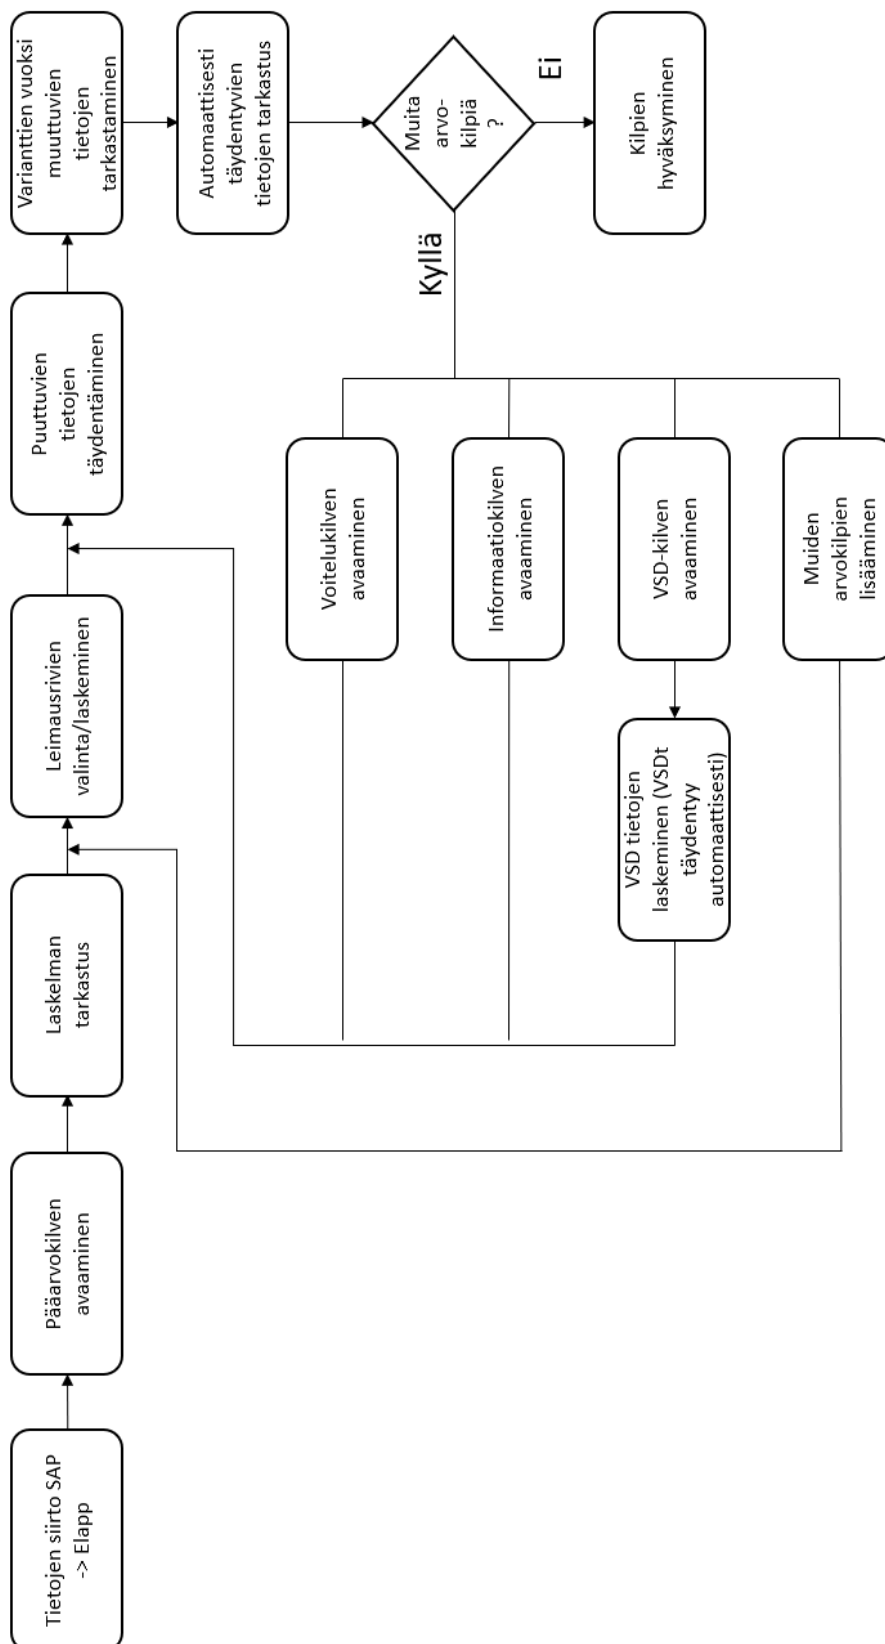 Tietojen siirto SAP
-> Elapp
Pääarvokilven
avaaminen
Laskelman
tarkastus
Leimausrivien
valinta/laskeminen
Puuttuvien
tietojen
täydentäminen
Varianttien vuoksi
muuttuvien
tietojen
tarkastaminen
Automaattisesti
täydentyvien
tietojen tarkastus
Muita
arvo-
kilpiä
?
Ei
Kilpien
hyväksyminen
Kyllä
Voitelukilven
avaaminen
Informaatiokilven
avaaminen
VSD-kilven
avaaminen
VSD tietojen
laskeminen (VSDt
täydentyy
automaattisesti)
Muiden
arvokilpien
lisääminen